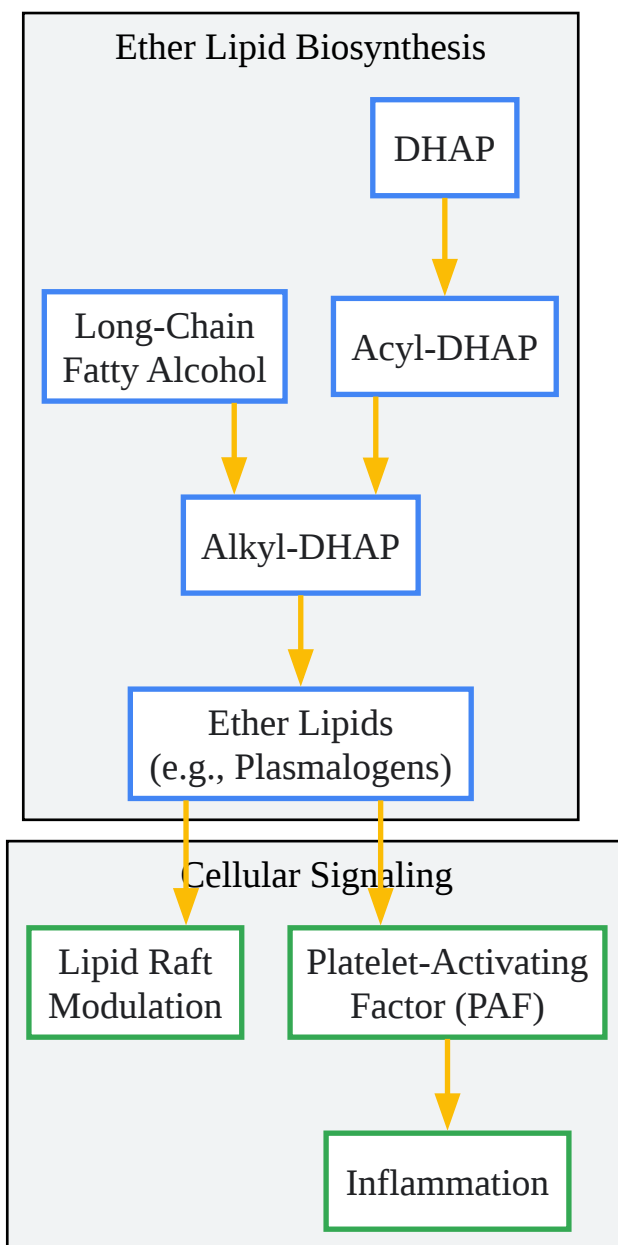 Ether Lipid Biosynthesis
DHAP
Long-Chain
Fatty Alcohol
Acyl-DHAP
Alkyl-DHAP
Ether Lipids
(e.g., Plasmalogens)
Cellular Signaling
Lipid Raft
Modulation
Platelet-Activating
Factor (PAF)
Inflammation